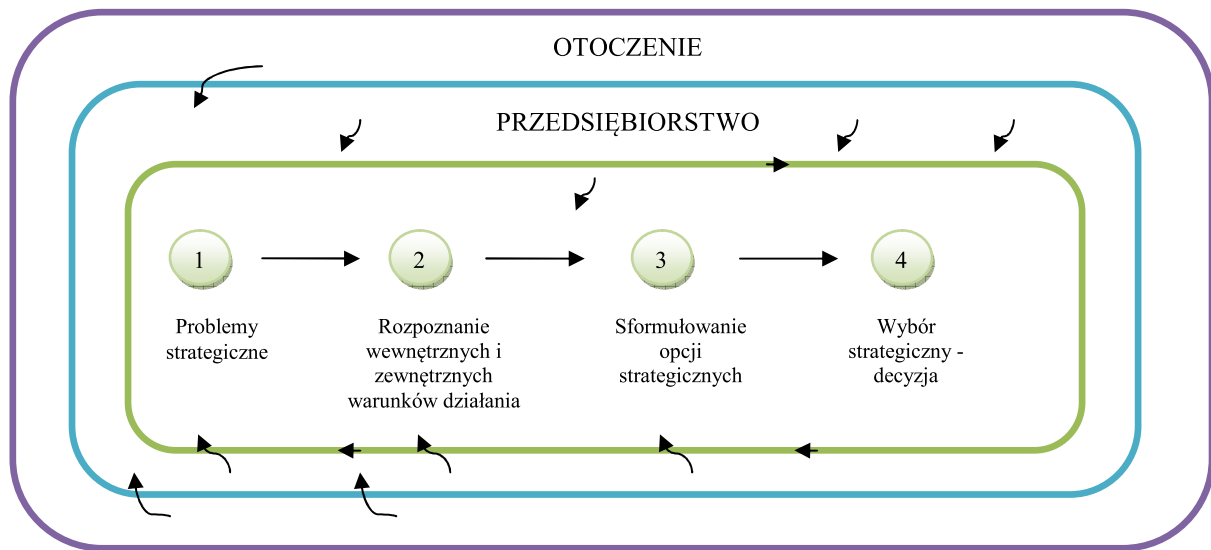 OTOCZENIE
PRZEDSIĘBIORSTWO
1
2
3
4
Problemy
strategiczne
Rozpoznanie
wewnętrznych i
zewnętrznych
warunków działania
Sformułowanie
opcji
strategicznych
Wybór
strategiczny -
decyzja